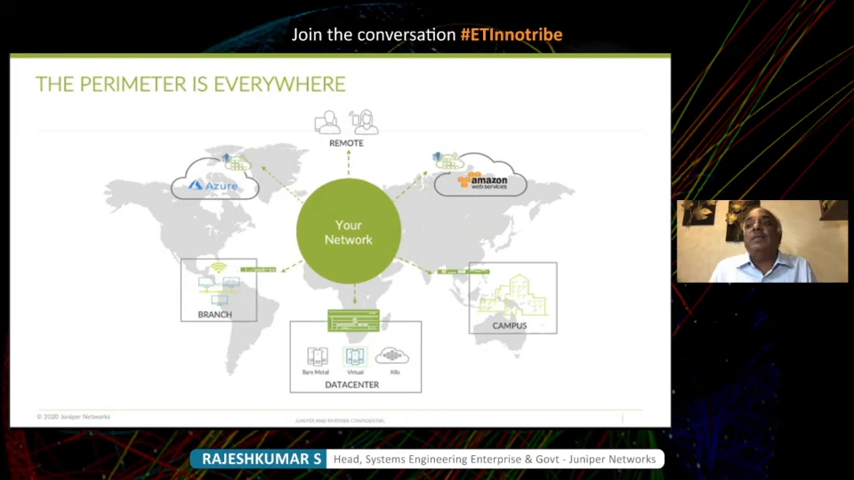 Join the conversation #ETInnotribe
THE PERIMETER IS EVERYWHERE
REMOTE
Azure
amazon
web services
Your
Network
BRANCH
CAMPUS
Bare Metal Virtual K8s
DATACENTER
© 2020 Juniper Networks
JUNIPER AND PARTNER CONFIDENTIAL
RAJESHKUMAR S Head, Systems Engineering Enterprise & Govt - Juniper Networks